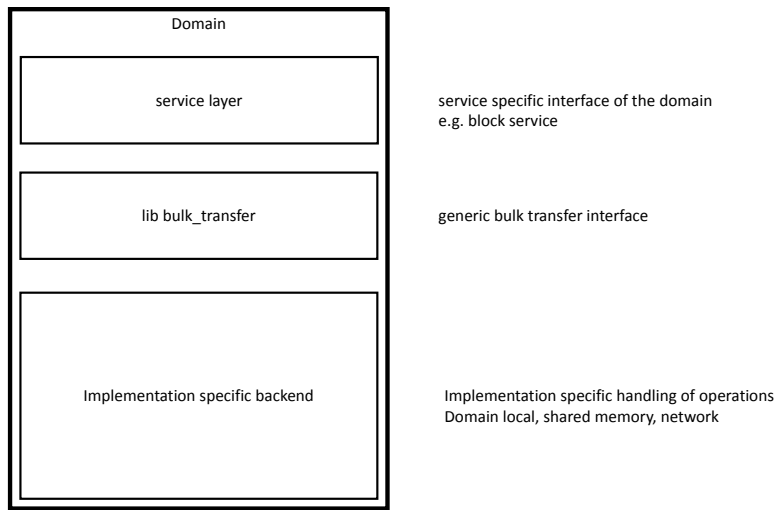 Domain
service layer
service specific interface of the domain
e.g. block service
lib bulk_transfer
generic bulk transfer interface
Implementation specific backend
Implementation specific handling of operations
Domain local, shared memory, network